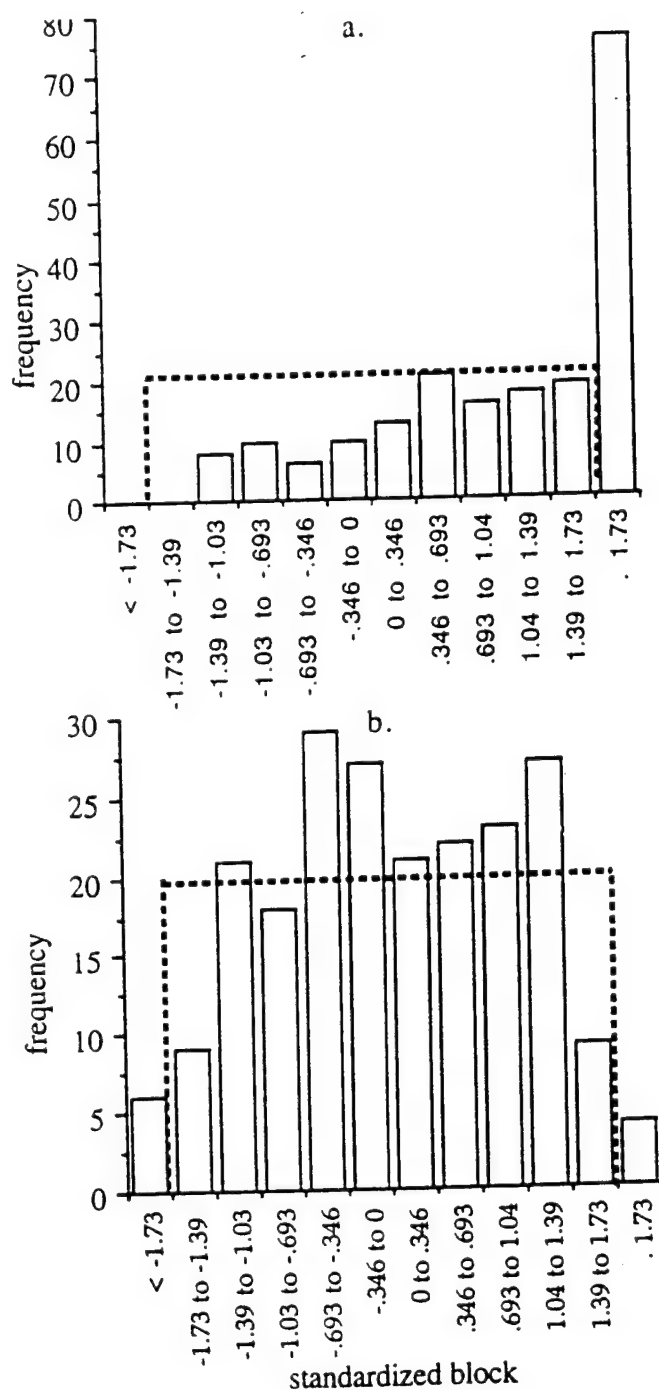 a.
80
70
60
50
40
30
20
10
0
frequency
< -1.73
-1.73 to -1.39
-1.39 to -1.03
-1.03 to -.693
-.693 to -.346
-.346 to 0
0 to .346
.346 to .693
.693 to 1.04
1.04 to 1.39
1.39 to 1.73
. 1.73
b.
30
25
20
15
10
5
0
frequency
< -1.73
-1.73 to -1.39
-1.39 to -1.03
-1.03 to -.693
-.693 to -.346
-.346 to 0
0 to .346
.346 to .693
.693 to 1.04
1.04 to 1.39
1.39 to 1.73
. 1.73
standardized block